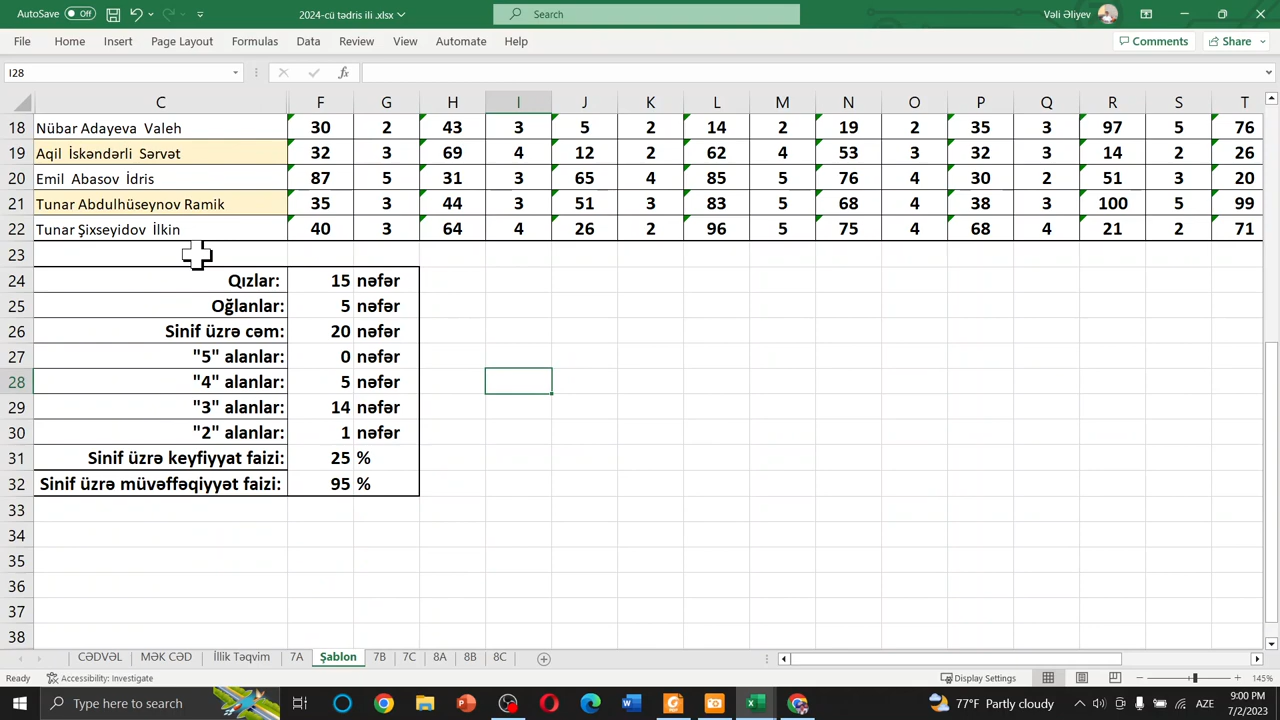 AutoSave Off 2024-cü tədris ili .xlsx Search Vəli Əliyev
File Home Insert Page Layout Formulas Data Review View Automate Help Comments Share
I28 fx
C F G H I J K L M N O P Q R S T
18 Nübar Adayeva Valeh 30 2 43 3 5 2 14 2 19 2 35 3 97 5 76
19 Aqil İskəndərli Sərvət 32 3 69 4 12 2 62 4 53 3 32 3 14 2 26
20 Emil Abasov İdris 87 5 31 3 65 4 85 5 76 4 30 2 51 3 20
21 Tunar Abdulhüseynov Ramik 35 3 44 3 51 3 83 5 68 4 38 3 100 5 99
22 Tunar Şixseyidov İlkin 40 3 64 4 26 2 96 5 75 4 68 4 21 2 71
23
24 Qızlar: 15 nəfər
25 Oğlanlar: 5 nəfər
26 Sinif üzrə cəm: 20 nəfər
27 "5" alanlar: 0 nəfər
28 "4" alanlar: 5 nəfər
29 "3" alanlar: 14 nəfər
30 "2" alanlar: 1 nəfər
31 Sinif üzrə keyfiyyat faizi: 25 %
32 Sinif üzrə müvəffəqiyyət faizi: 95 %
33
34
35
36
37
38
CƏDVƏL MƏK CƏD İllik Təqvim 7A Şablon 7B 7C 8A 8B 8C
Ready Accessibility: Investigate Display Settings 145%
Type here to search 77°F Partly cloudy AZE 9:00 PM
7/2/2023